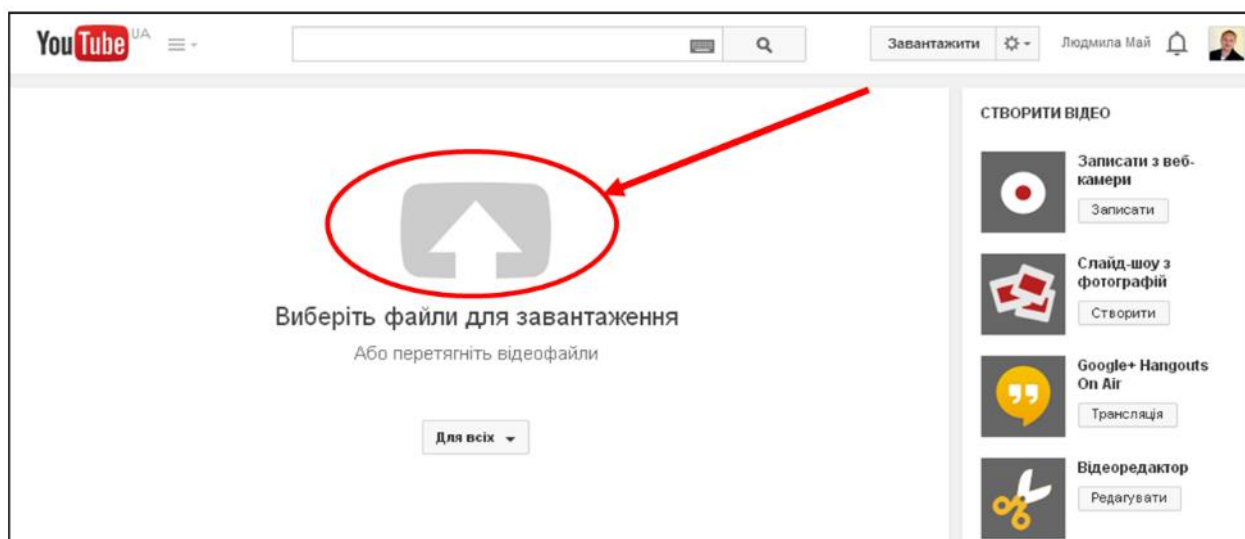 YouTube UA
Завантажити
Людмила Май
Виберіть файли для завантаження
Або перетягніть відеофайли
Для всіх
СТВОРИТИ ВІДЕО
Записати з веб-
камери
Записати
Слайд-шоу з
фотографій
Створити
Google+ Hangouts
On Air
Трансляція
Відеоредактор
Редагувати